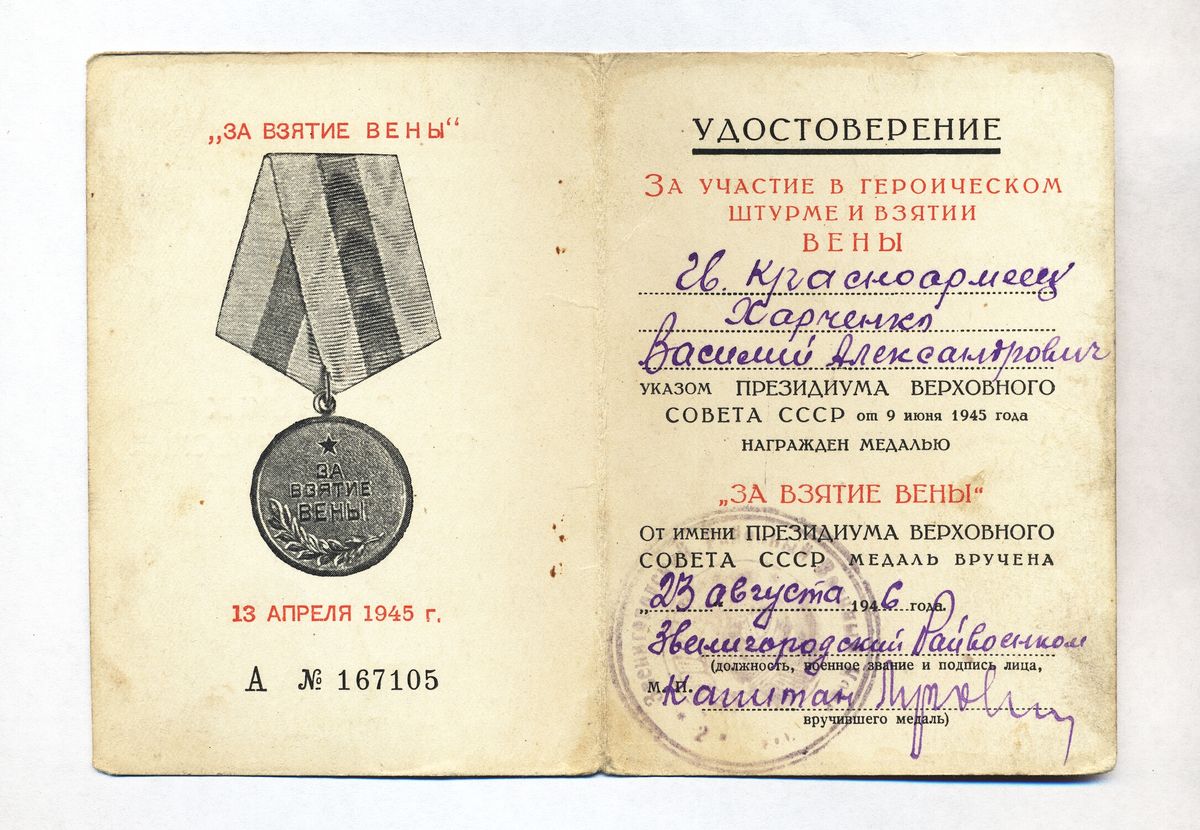 „ЗА ВЗЯТИЕ ВЕНЫ“
ЗА
ВЗЯТИЕ
ВЕНЫ
13 АПРЕЛЯ 1945 г.
А № 167105
УДОСТОВЕРЕНИЕ
ЗА УЧАСТИЕ В ГЕРОИЧЕСКОМ
ШТУРМЕ И ВЗЯТИИ
ВЕНЫ
Гв. Красноармеец
Харченко
Василий Александрович
УКАЗОМ ПРЕЗИДИУМА ВЕРХОВНОГО
СОВЕТА СССР от 9 июня 1945 года
НАГРАЖДЕН МЕДАЛЬЮ
„ЗА ВЗЯТИЕ ВЕНЫ“
ОТ ИМЕНИ ПРЕЗИДИУМА ВЕРХОВНОГО
СОВЕТА СССР МЕДАЛЬ ВРУЧЕНА
„23 августа 1946 года.
Звенигородский Райвоенком
(должность, военное звание и подпись лица,
М. П. Капитан
вручившего медаль)